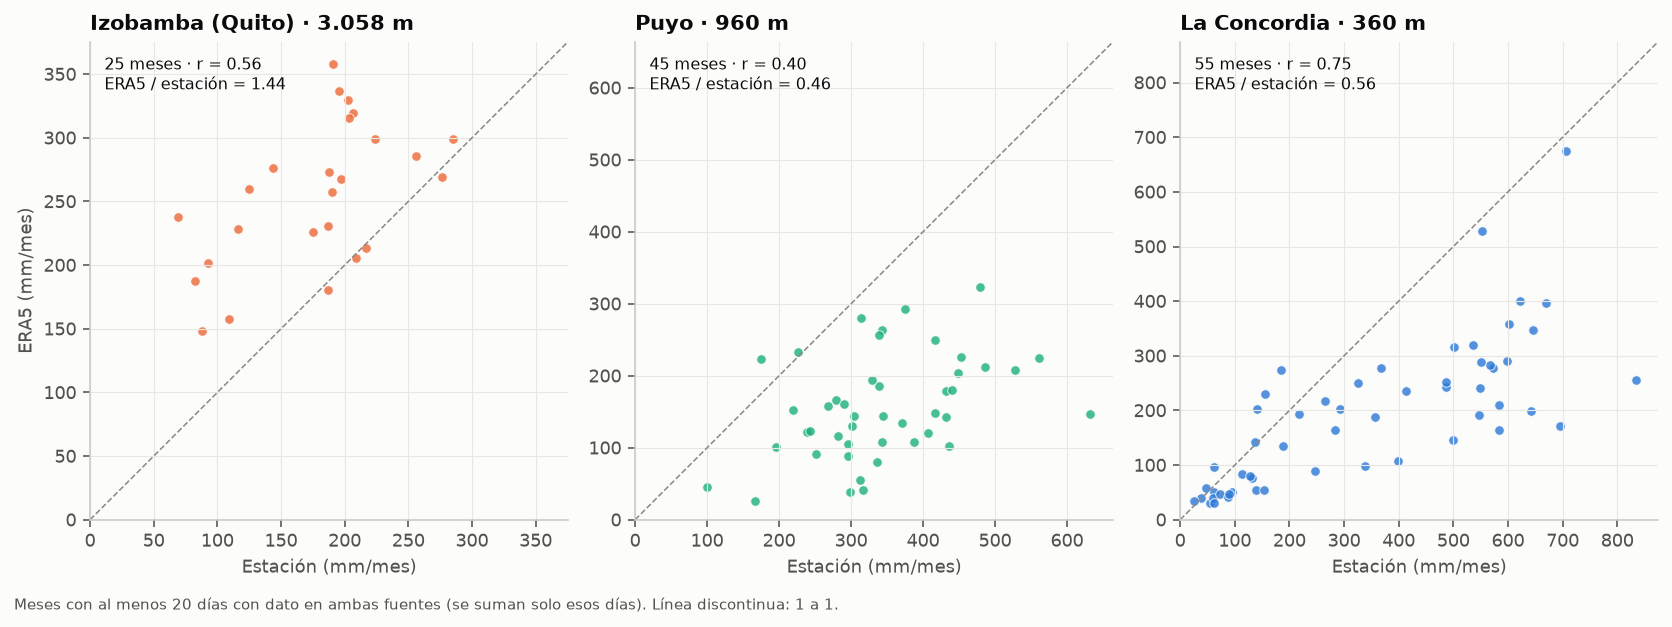 Izobamba (Quito) · 3.058 m
25 meses · r = 0.56
ERA5 / estación = 1.44
ERA5 (mm/mes)
350
300
250
200
150
100
50
0
0 50 100 150 200 250 300 350
Estación (mm/mes)
Puyo · 960 m
45 meses · r = 0.40
ERA5 / estación = 0.46
600
500
400
300
200
100
0
0 100 200 300 400 500 600
Estación (mm/mes)
La Concordia · 360 m
55 meses · r = 0.75
ERA5 / estación = 0.56
800
700
600
500
400
300
200
100
0
0 100 200 300 400 500 600 700 800
Estación (mm/mes)
Meses con al menos 20 días con dato en ambas fuentes (se suman solo esos días). Línea discontinua: 1 a 1.